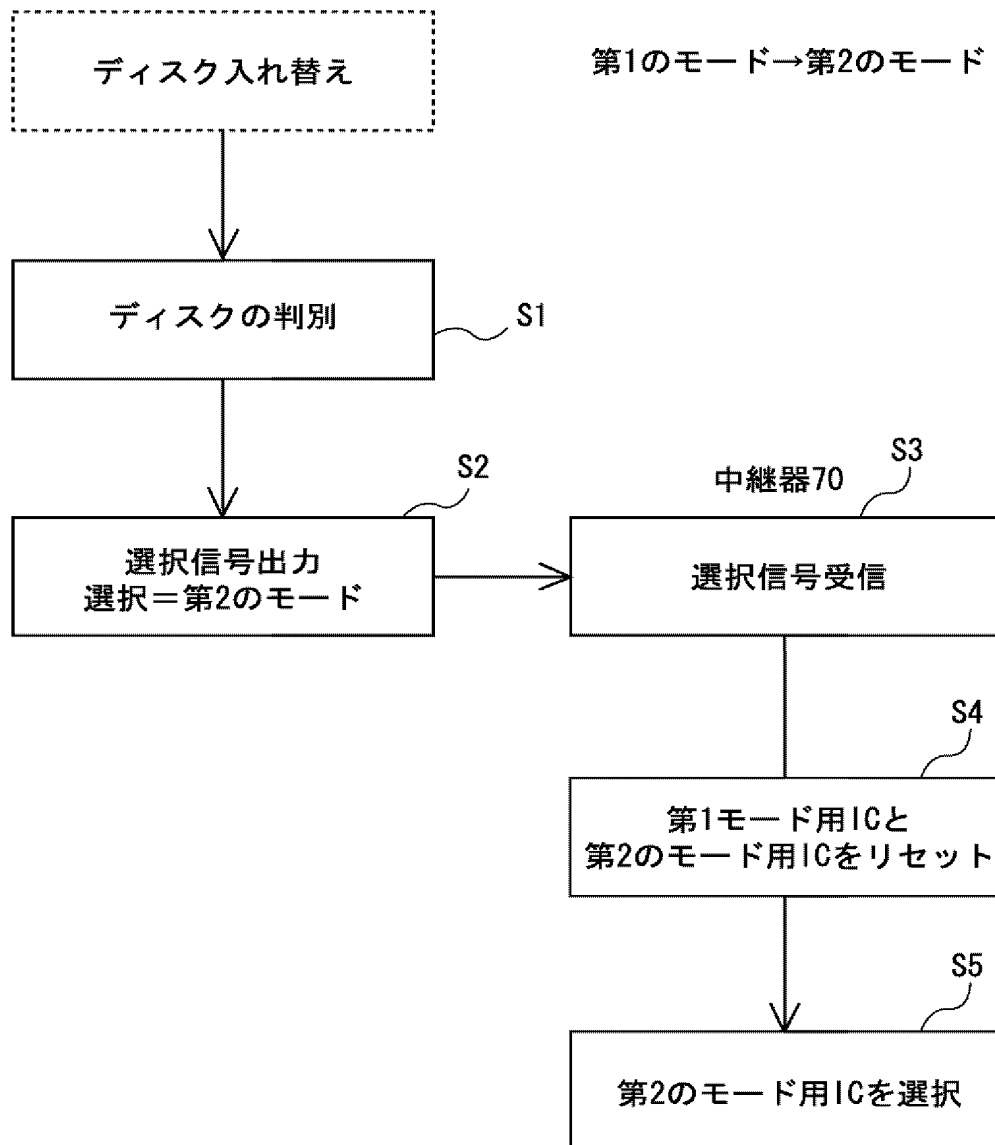 ディスク入れ替え
第1のモード→第2のモード
ディスクの判別
S1
S2
選択信号出力
選択＝第2のモード
中継器70
S3
選択信号受信
S4
第1モード用ICと
第2のモード用ICをリセット
S5
第2のモード用ICを選択